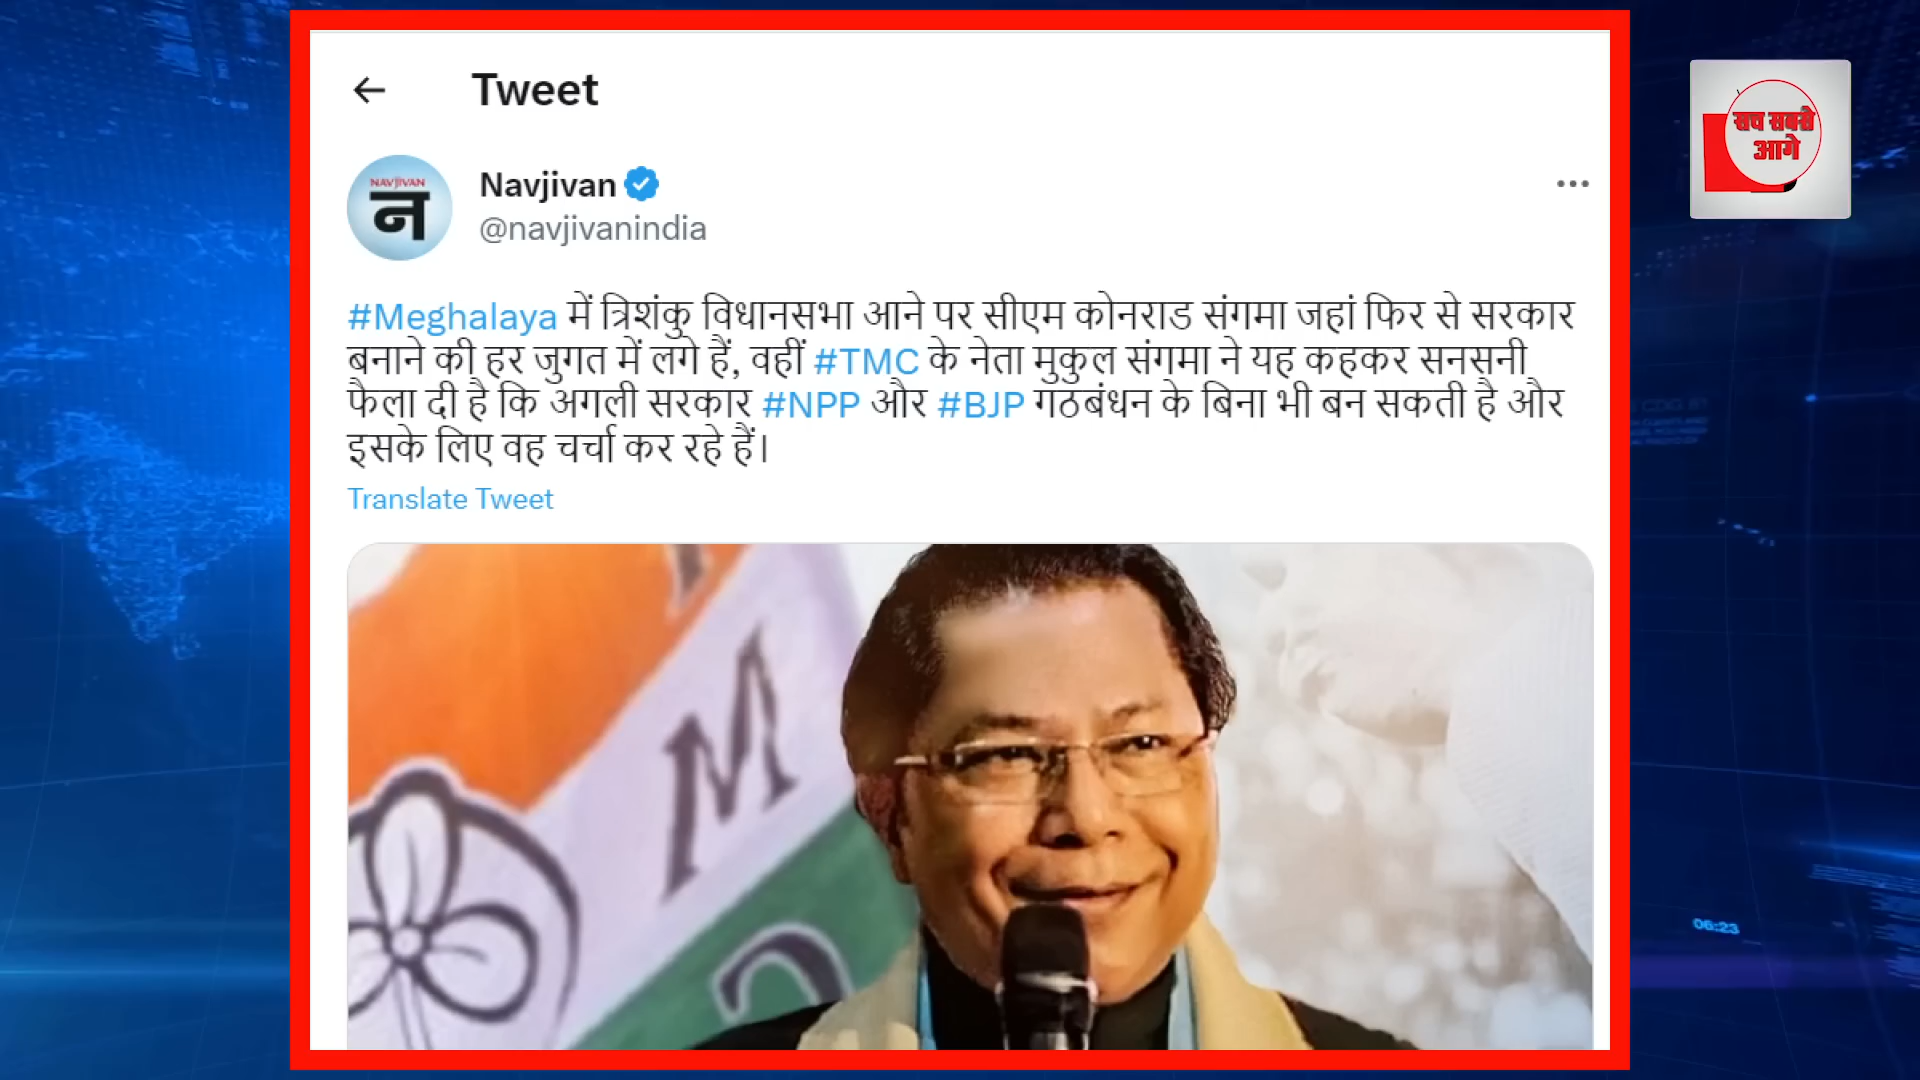 Tweet
सच सबसे
आगे
NAVJIVAN
न
Navjivan
@navjivanindia
#Meghalaya में त्रिशंकु विधानसभा आने पर सीएम कोनराड संगमा जहां फिर से सरकार
बनाने की हर जुगत में लगे हैं, वहीं #TMC के नेता मुकुल संगमा ने यह कहकर सनसनी
फैला दी है कि अगली सरकार #NPP और #BJP गठबंधन के बिना भी बन सकती है और
इसके लिए वह चर्चा कर रहे हैं।
Translate Tweet
M
06:23